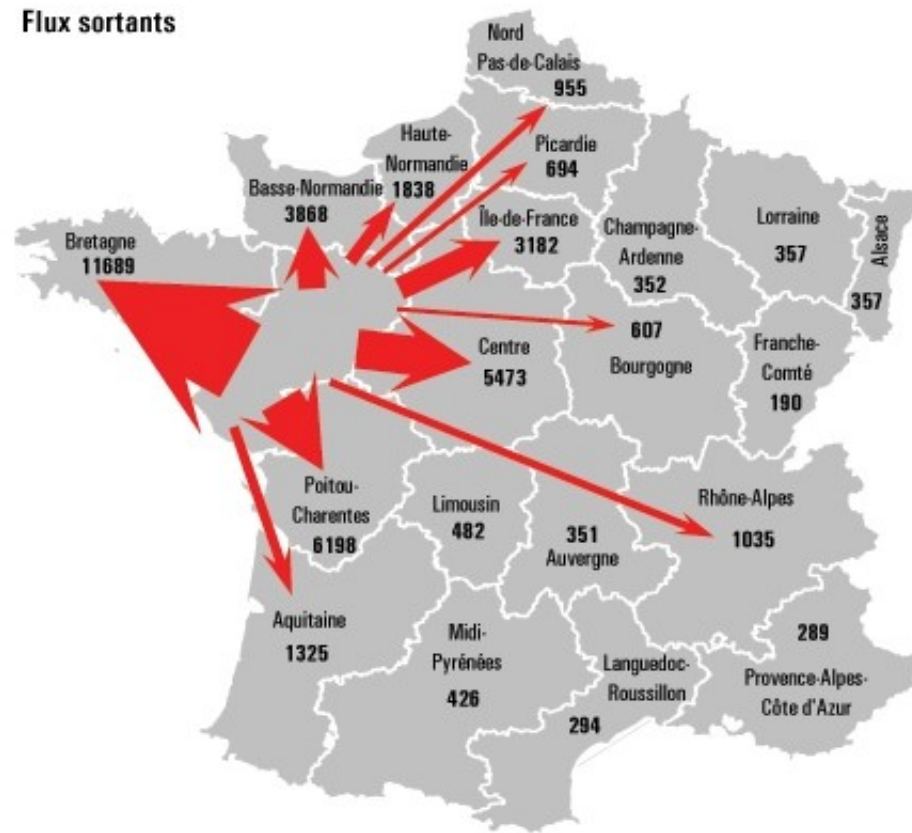 Flux sortants
Nord
Pas-de-Calais
955
Haute-
Normandie
1838
Picardie
694
Basse-Normandie
3868
Île-de-France
3182
Champagne-
Ardenne
352
Lorraine
357
Alsace
357
Bretagne
11689
Centre
5473
607
Bourgogne
Franche-
Comté
190
Poitou-
Charentes
6198
Limousin
482
351
Auvergne
Rhône-Alpes
1035
Aquitaine
1325
Midi-
Pyrénées
426
Languedoc-
Roussillon
294
289
Provence-Alpes-
Côte d'Azur